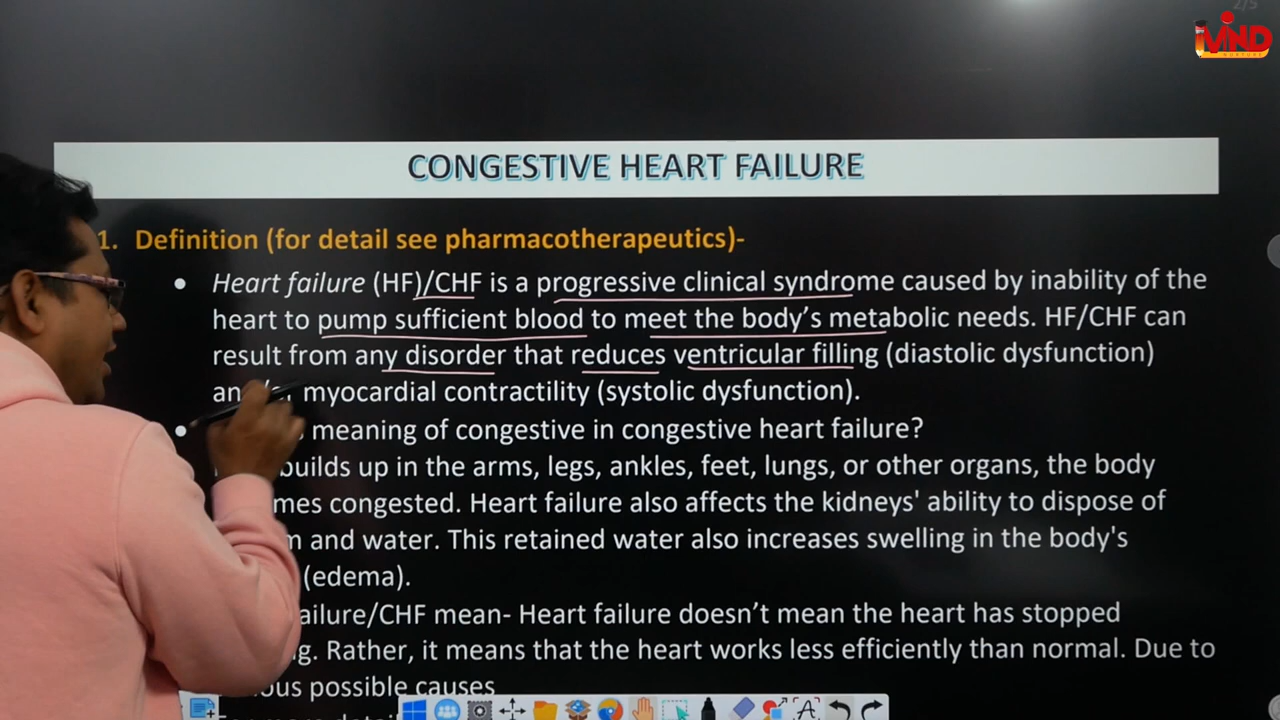 2/5
iMIND
CONGESTIVE HEART FAILURE
1. Definition (for detail see pharmacotherapeutics)-
Heart failure (HF)/CHF is a progressive clinical syndrome caused by inability of the
heart to pump sufficient blood to meet the body's metabolic needs. HF/CHF can
result from any disorder that reduces ventricular filling (diastolic dysfunction)
myocardial contractility (systolic dysfunction).
meaning of congestive in congestive heart failure?
builds up in the arms, legs, ankles, feet, lungs, or other organs, the body
congested. Heart failure also affects the kidneys' ability to dispose of
and water. This retained water also increases swelling in the body's
(edema).
/CHF mean- Heart failure doesn't mean the heart has stopped
Rather, it means that the heart works less efficiently than normal. Due to
possible causes
A